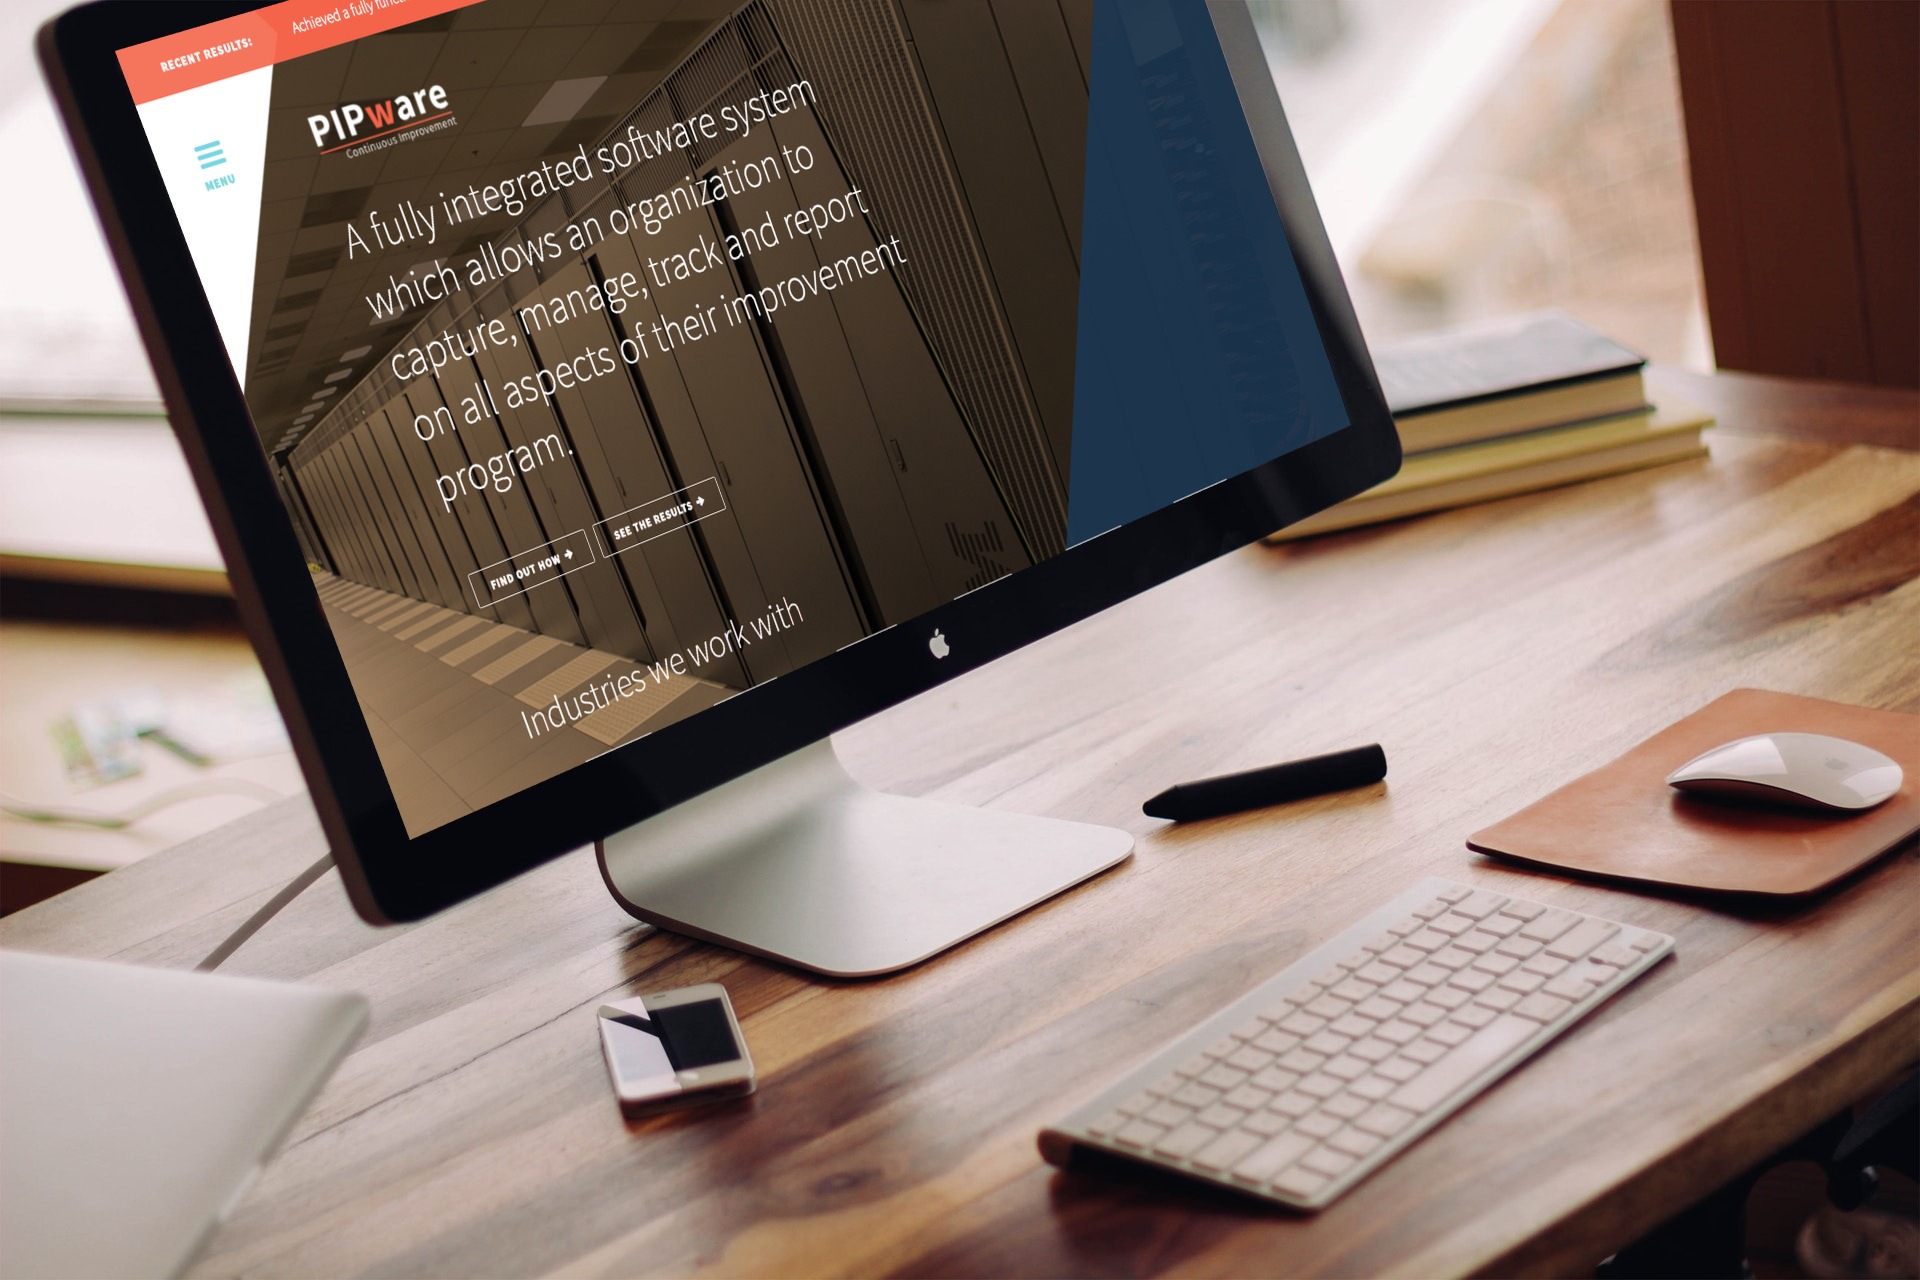 RECENT RESULTS:
Achieved a fully
MENU
PIPware
Continuous Improvement
A fully integrated software system
which allows an organization to
capture, manage, track and report
on all aspects of their improvement
program.
FIND OUT HOW
SEE THE RESULTS
Industries we work with